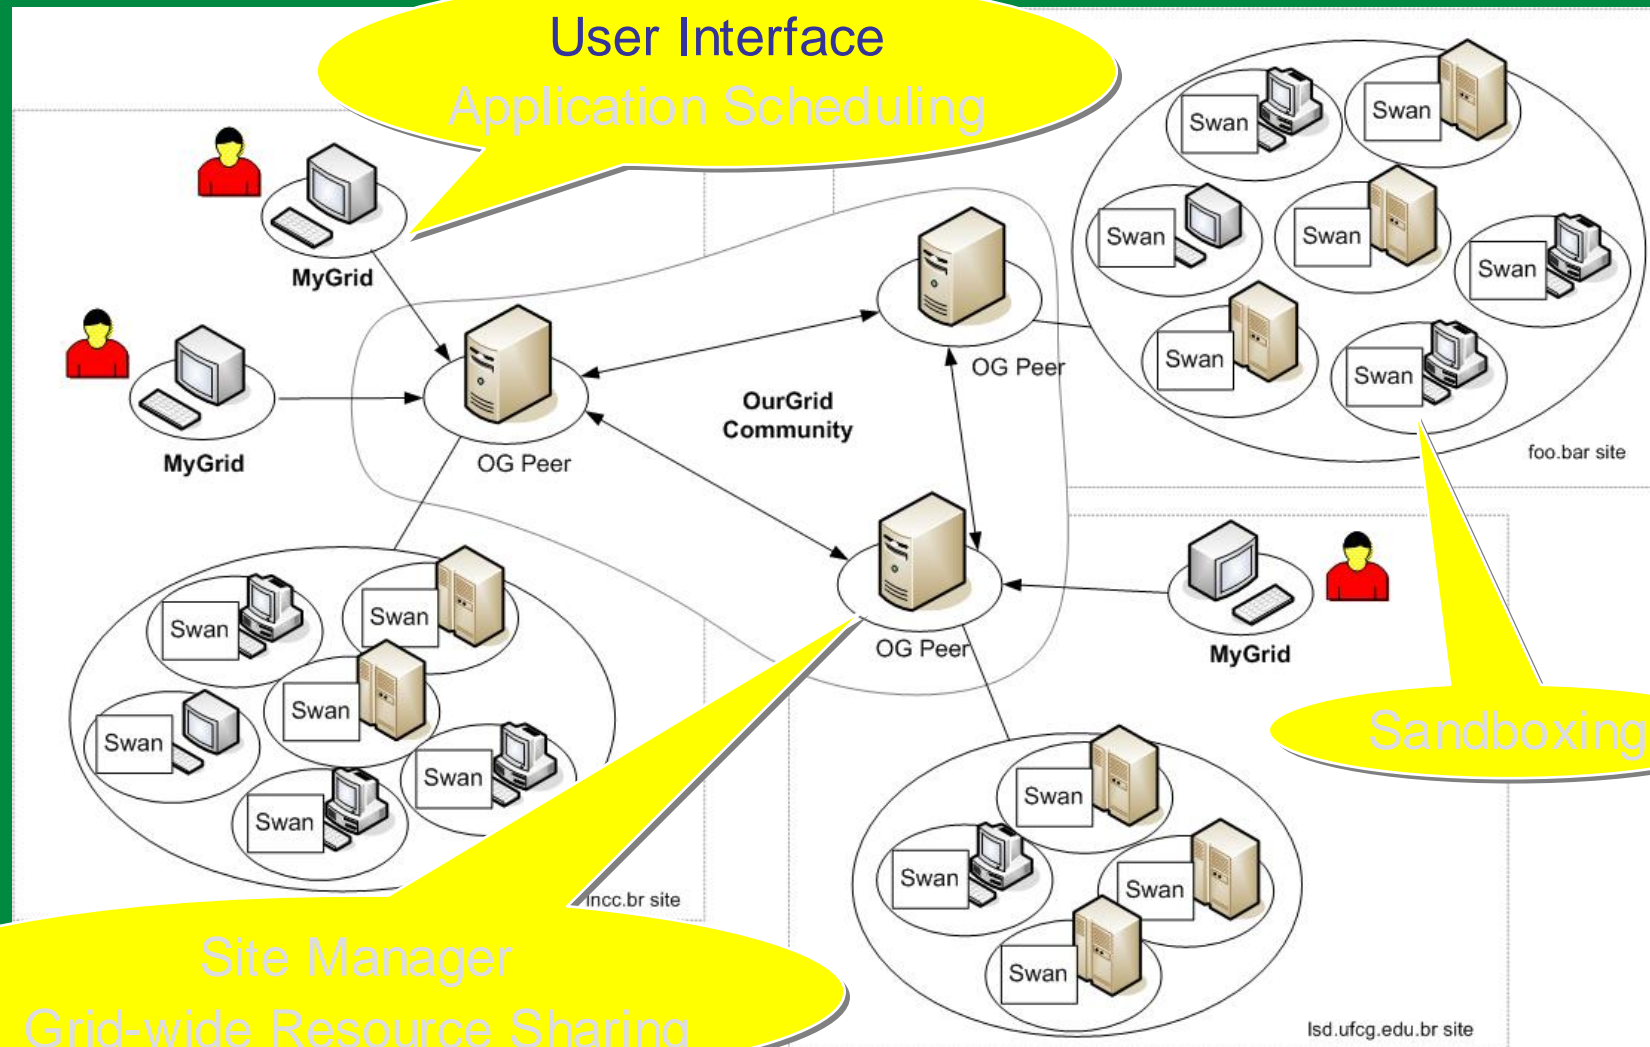 User Interface
Application Scheduling
MyGrid
MyGrid
OG Peer
OG Peer
OurGrid
Community
Swan
Swan
Swan
Swan
Swan
Swan
Swan
foo.bar site
Swan
Swan
Swan
Swan
Swan
Swan
lncc.br site
OG Peer
MyGrid
Sandboxing
Swan
Swan
Swan
Swan
lsd.ufcg.edu.br site
Site Manager
Grid-wide Resource Sharing